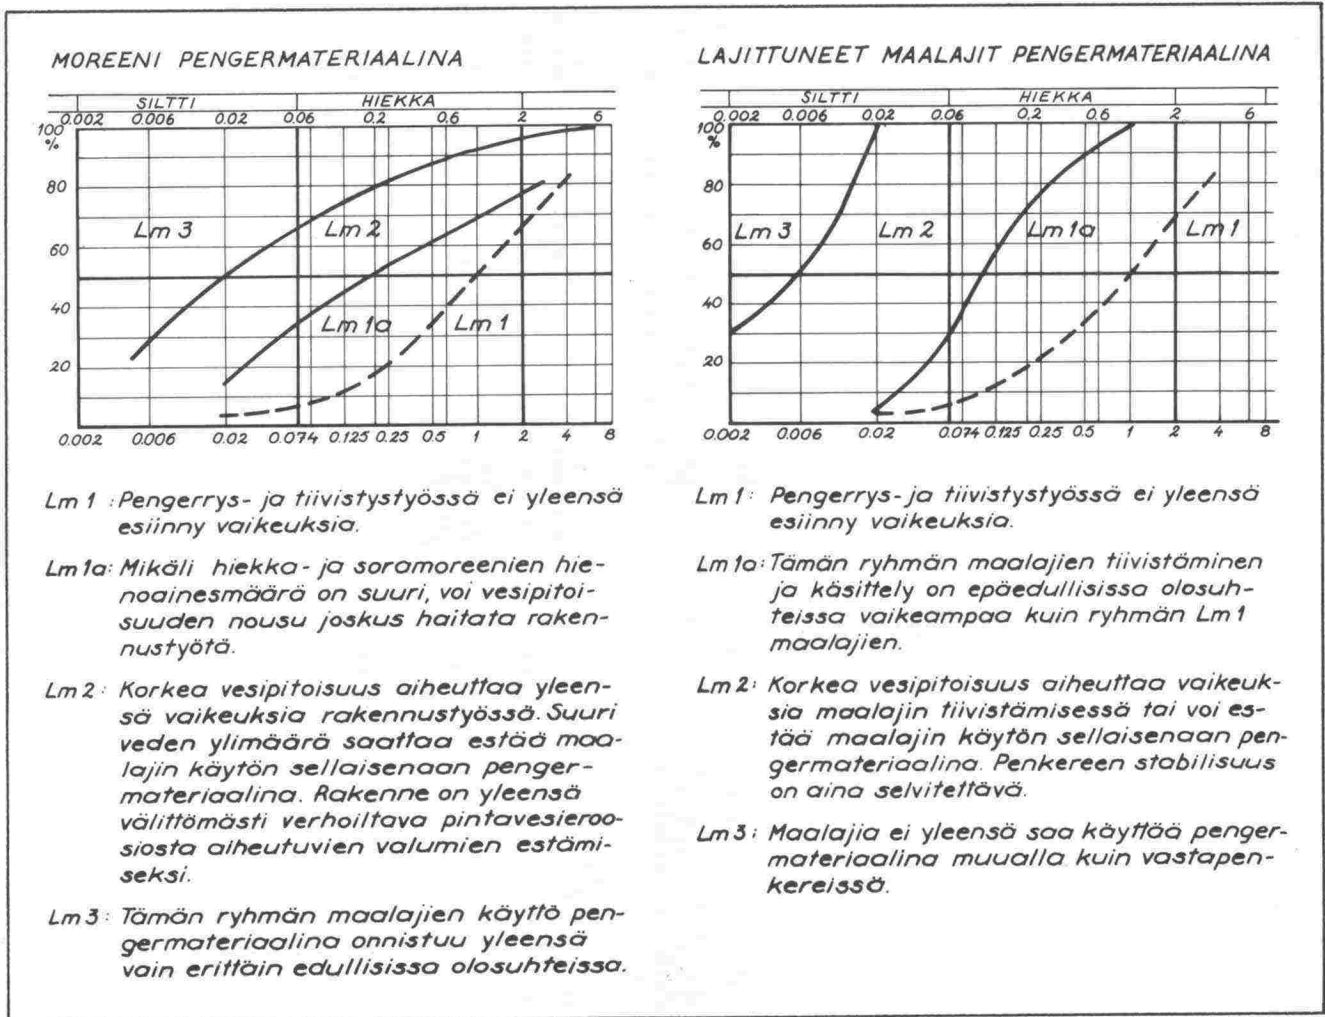 MOREENI PENGERMATERIAALINA
SILTTI HIEKKA
0.002 0.006 0.02 0.06 0.2 0.6 2 6
100
%
80
Lm 3 Lm 2
60
40
Lm 1a Lm 1
20
0.002 0.006 0.02 0.074 0.125 0.25 0.5 1 2 4 8
Lm 1 : Pengerrys- ja tiivistystyössä ei yleensä
esiinny vaikeuksia.
Lm 1a: Mikäli hiekka- ja soramoreenien hie-
noainesmäärä on suuri, voi vesipitoi-
suuden nousu joskus haitata raken-
nustyötä.
Lm 2: Korkea vesipitoisuus aiheuttaa yleen-
sä vaikeuksia rakennustyössä. Suuri
veden ylimäärä saattaa estää maa-
lajin käytön sellaisenaan penger-
materiaalina. Rakenne on yleensä
välittömästi verhoiltava pintavesieroo-
siosta aiheutuvien valumien estämi-
seksi.
Lm 3: Tämän ryhmän maalajien käyttö pen-
germateriaalina onnistuu yleensä
vain erittäin edullisissa olosuhteissa.
LAJITTUNEET MAALAJIT PENGERMATERIAALINA
SILTTI HIEKKA
0.002 0.006 0.02 0.06 0.2 0.6 2 6
100
%
80
Lm 3 Lm 2 Lm 1a Lm 1
60
40
20
0.002 0.006 0.02 0.074 0.125 0.25 0.5 1 2 4 8
Lm 1: Pengerrys- ja tiivistystyössä ei yleensä
esiinny vaikeuksia.
Lm 1a: Tämän ryhmän maalajien tiivistäminen
ja käsittely on epäedullisissa olosuh-
teissa vaikeampaa kuin ryhmän Lm 1
maalajien.
Lm 2: Korkea vesipitoisuus aiheuttaa vaikeuk-
sia maalajin tiivistämisessä tai voi es-
tää maalajin käytön sellaisenaan pen-
germateriaalina. Penkereen stabilisuus
on aina selvitettävä.
Lm 3: Maalajia ei yleensä saa käyttää penger-
materiaalina muualla kuin vastapen-
kereissä.